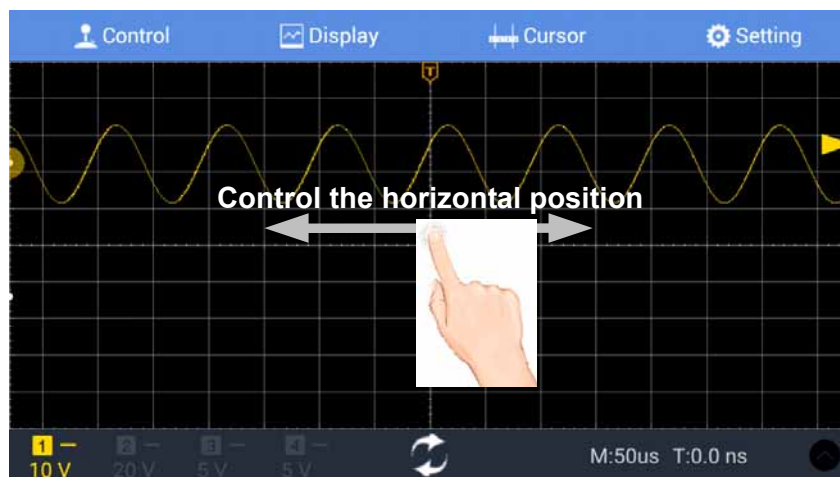 Control Display Cursor Setting
T
Control the horizontal position
1 2 3 4
10 V 20 V 5 V 5 V M:50us T:0.0 ns